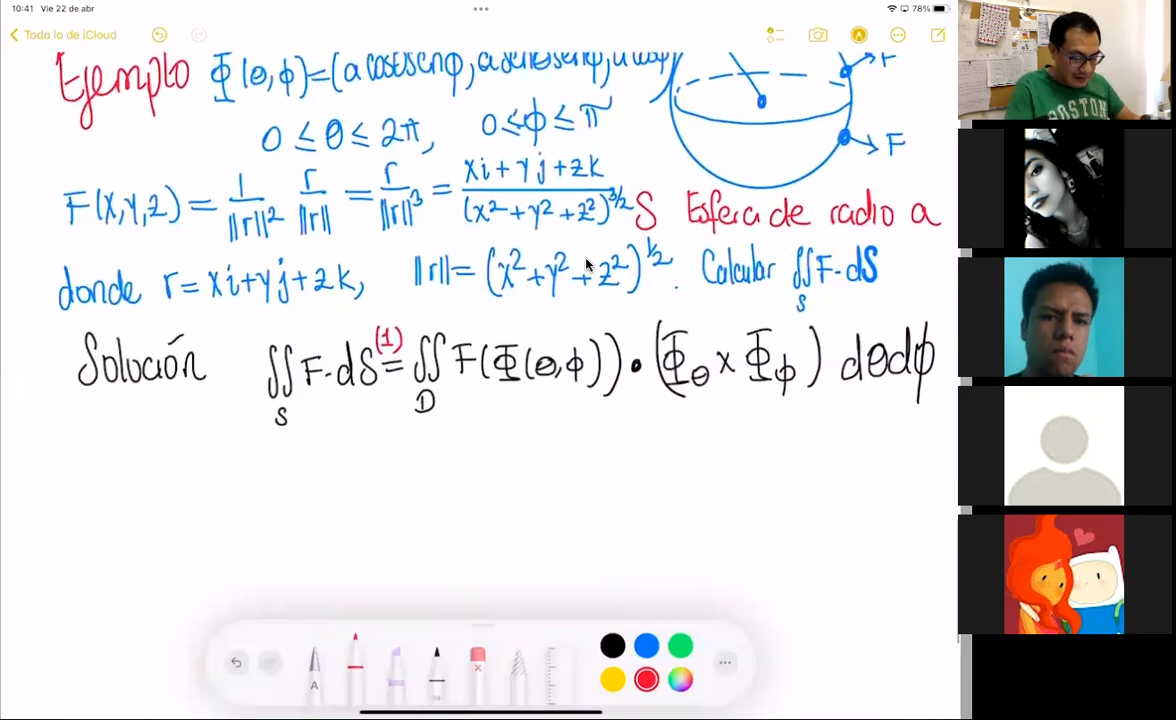 10:41 Vie 22 de abr
78%
Todo lo de iCloud
Ejemplo Φ(θ,ϕ)=(a cosθ senϕ, a senθ senϕ, a cosϕ)
0 ≤ θ ≤ 2π, 0 ≤ ϕ ≤ π
F
F(x,y,z) = 1/‖r‖² r/‖r‖ = r/‖r‖³ = xi+yj+zk/(x²+y²+z²)^3/2 S Esfera de radio a
donde r = xi+yj+zk, ‖r‖ = (x²+y²+z²)^1/2. Calcular ∬_S F·dS
Solución ∬_S F·dS (1)= ∬_D F(Φ(θ,ϕ))•(Φ_θ x Φ_ϕ) dθdϕ
A
BOSTON